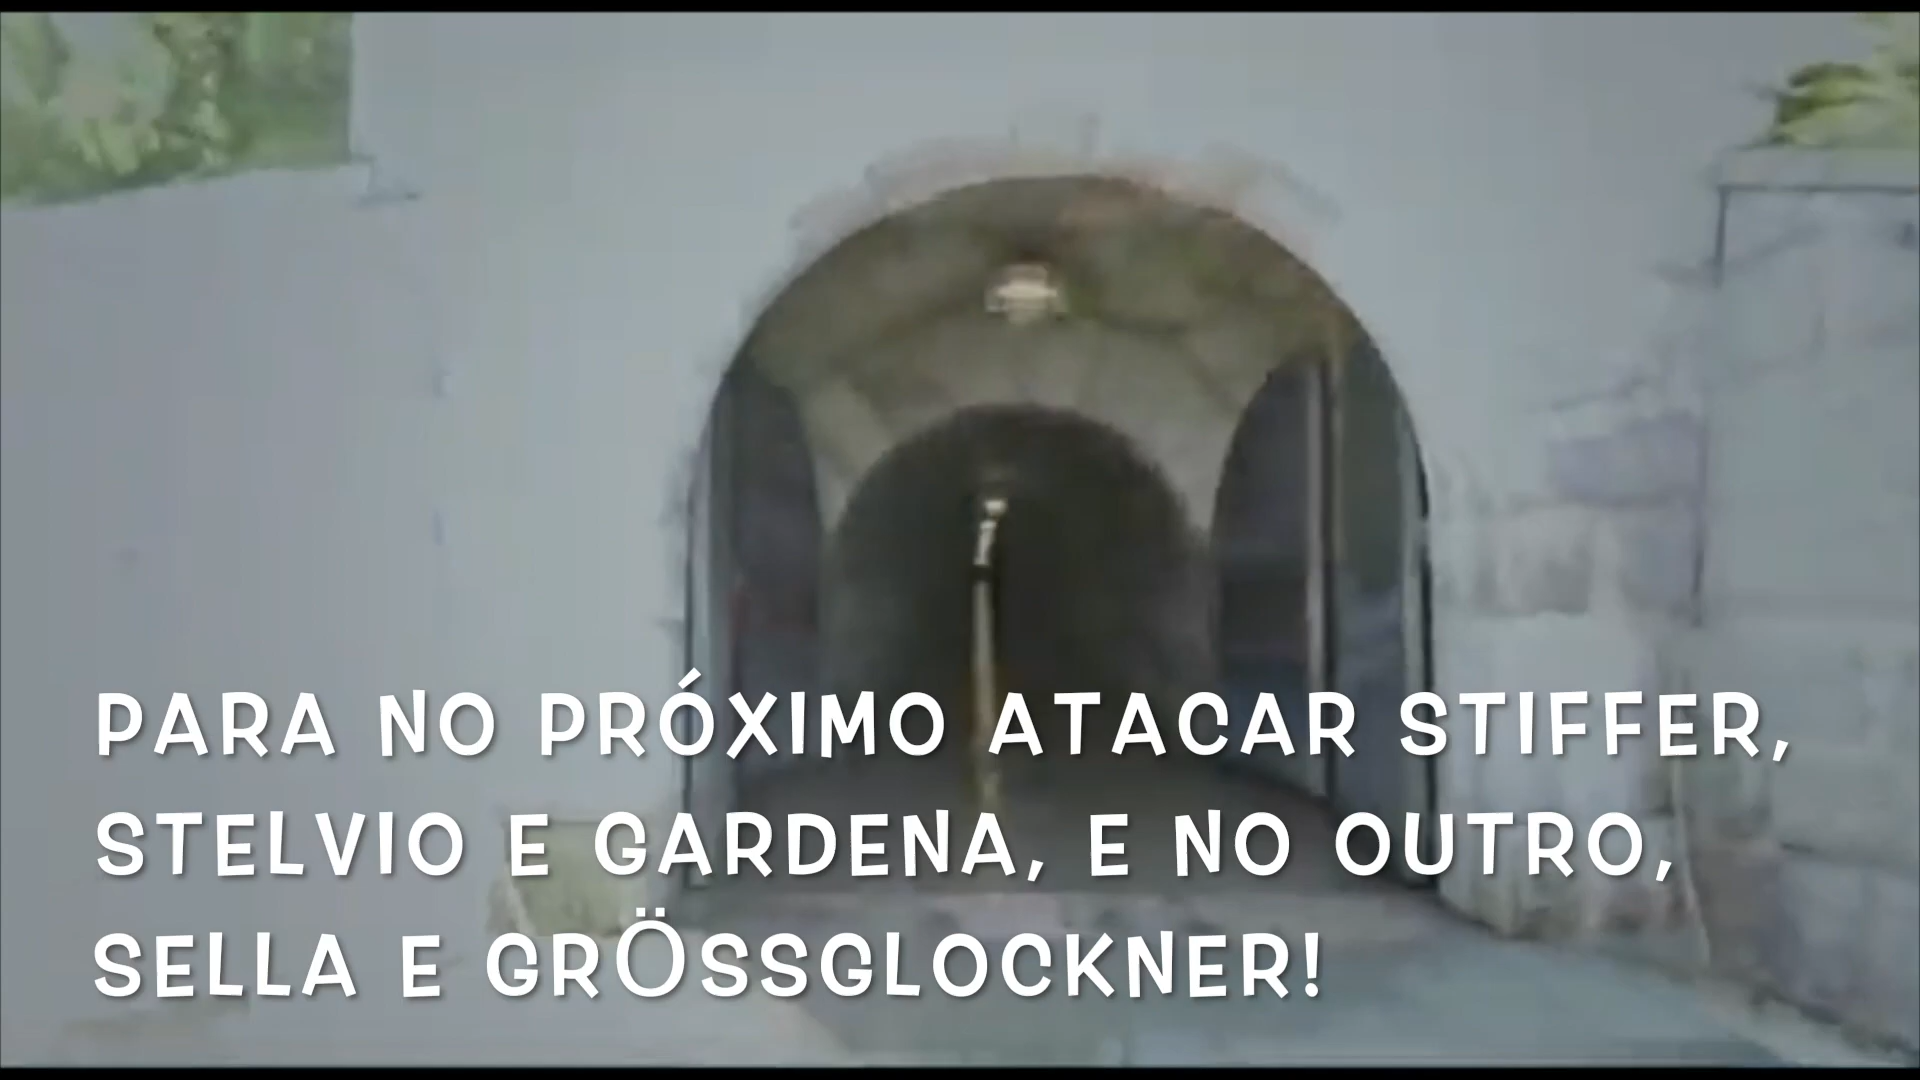 PARA NO PRÓXIMO ATACAR STIFFER,
STELVIO E GARDENA, E NO OUTRO,
SELLA E GRÖSSGLOCKNER!